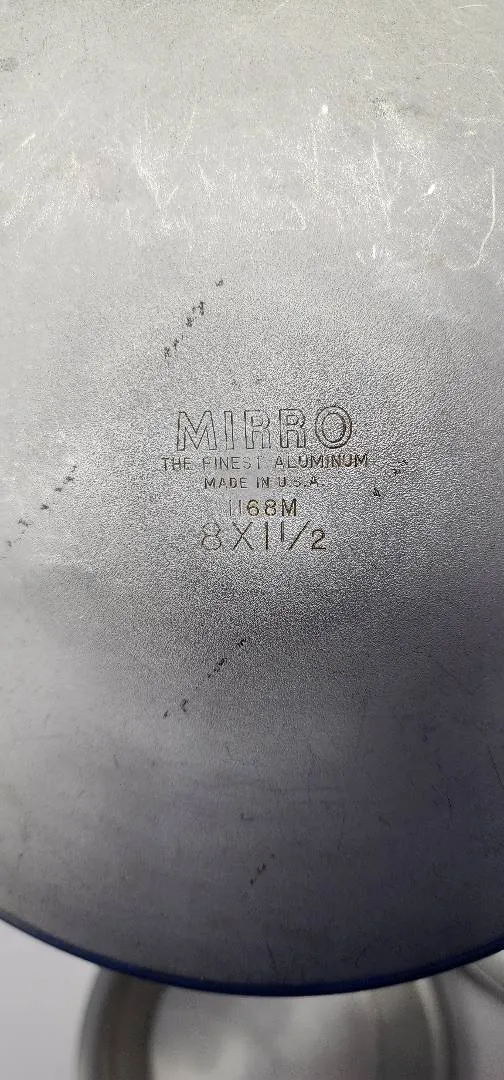 MIRRO
THE FINEST ALUMINUM
MADE IN U.S.A.
1168M
8X1 1/2